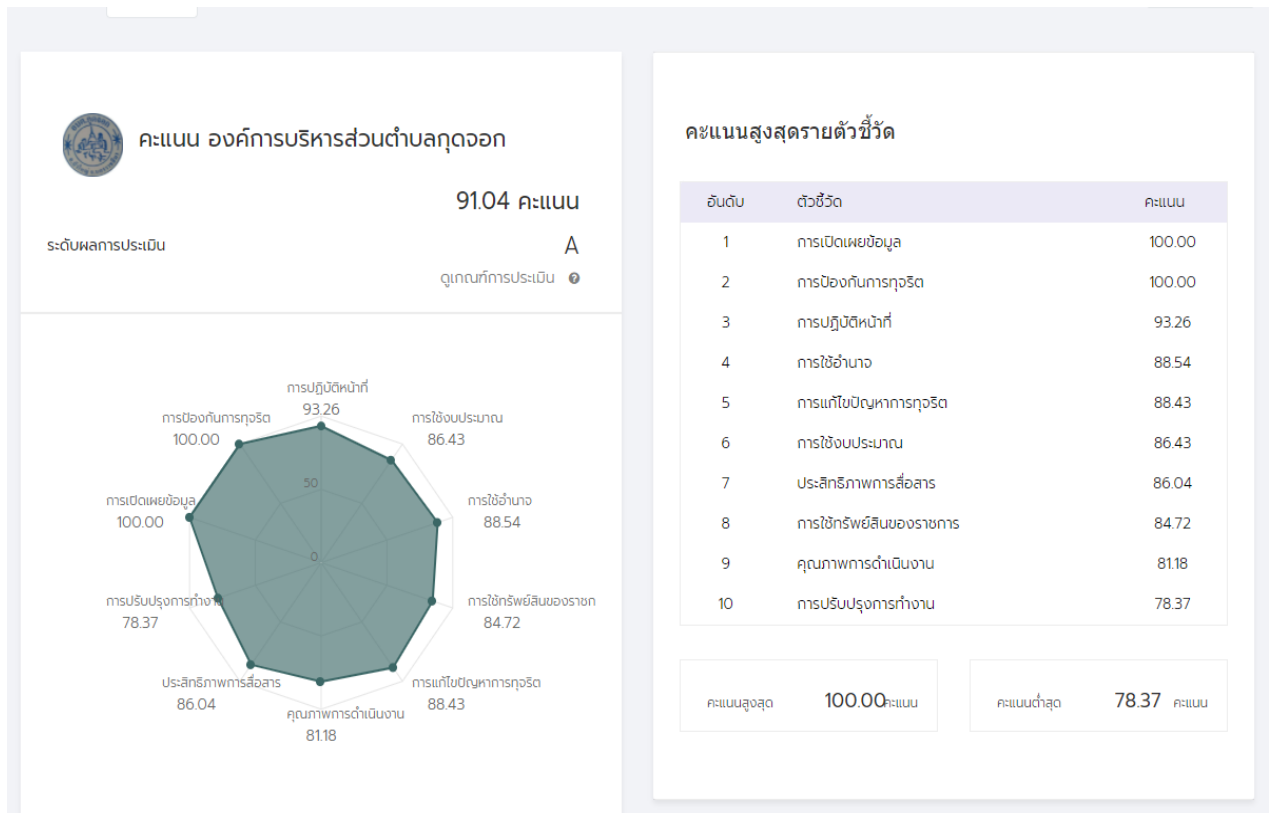 คะแนน องค์การบริหารส่วนตำบลกุดจอก
91.04 คะแนน
ระดับผลการประเมิน A
ดูเกณฑ์การประเมิน
การปฏิบัติหน้าที่
93.26
การใช้งบประมาณ
86.43
การใช้อำนาจ
88.54
การใช้ทรัพย์สินของราชก
84.72
การแก้ไขปัญหาการทุจริต
88.43
คุณภาพการดำเนินงาน
81.18
ประสิทธิภาพการสื่อสาร
86.04
การปรับปรุงการทำงาน
78.37
การเปิดเผยข้อมูล
100.00
การป้องกันการทุจริต
100.00
50
0
คะแนนสูงสุดรายตัวชี้วัด
อันดับ ตัวชี้วัด คะแนน
1 การเปิดเผยข้อมูล 100.00
2 การป้องกันการทุจริต 100.00
3 การปฏิบัติหน้าที่ 93.26
4 การใช้อำนาจ 88.54
5 การแก้ไขปัญหาการทุจริต 88.43
6 การใช้งบประมาณ 86.43
7 ประสิทธิภาพการสื่อสาร 86.04
8 การใช้ทรัพย์สินของราชการ 84.72
9 คุณภาพการดำเนินงาน 81.18
10 การปรับปรุงการทำงาน 78.37
คะแนนสูงสุด 100.00 คะแนน
คะแนนต่ำสุด 78.37 คะแนน